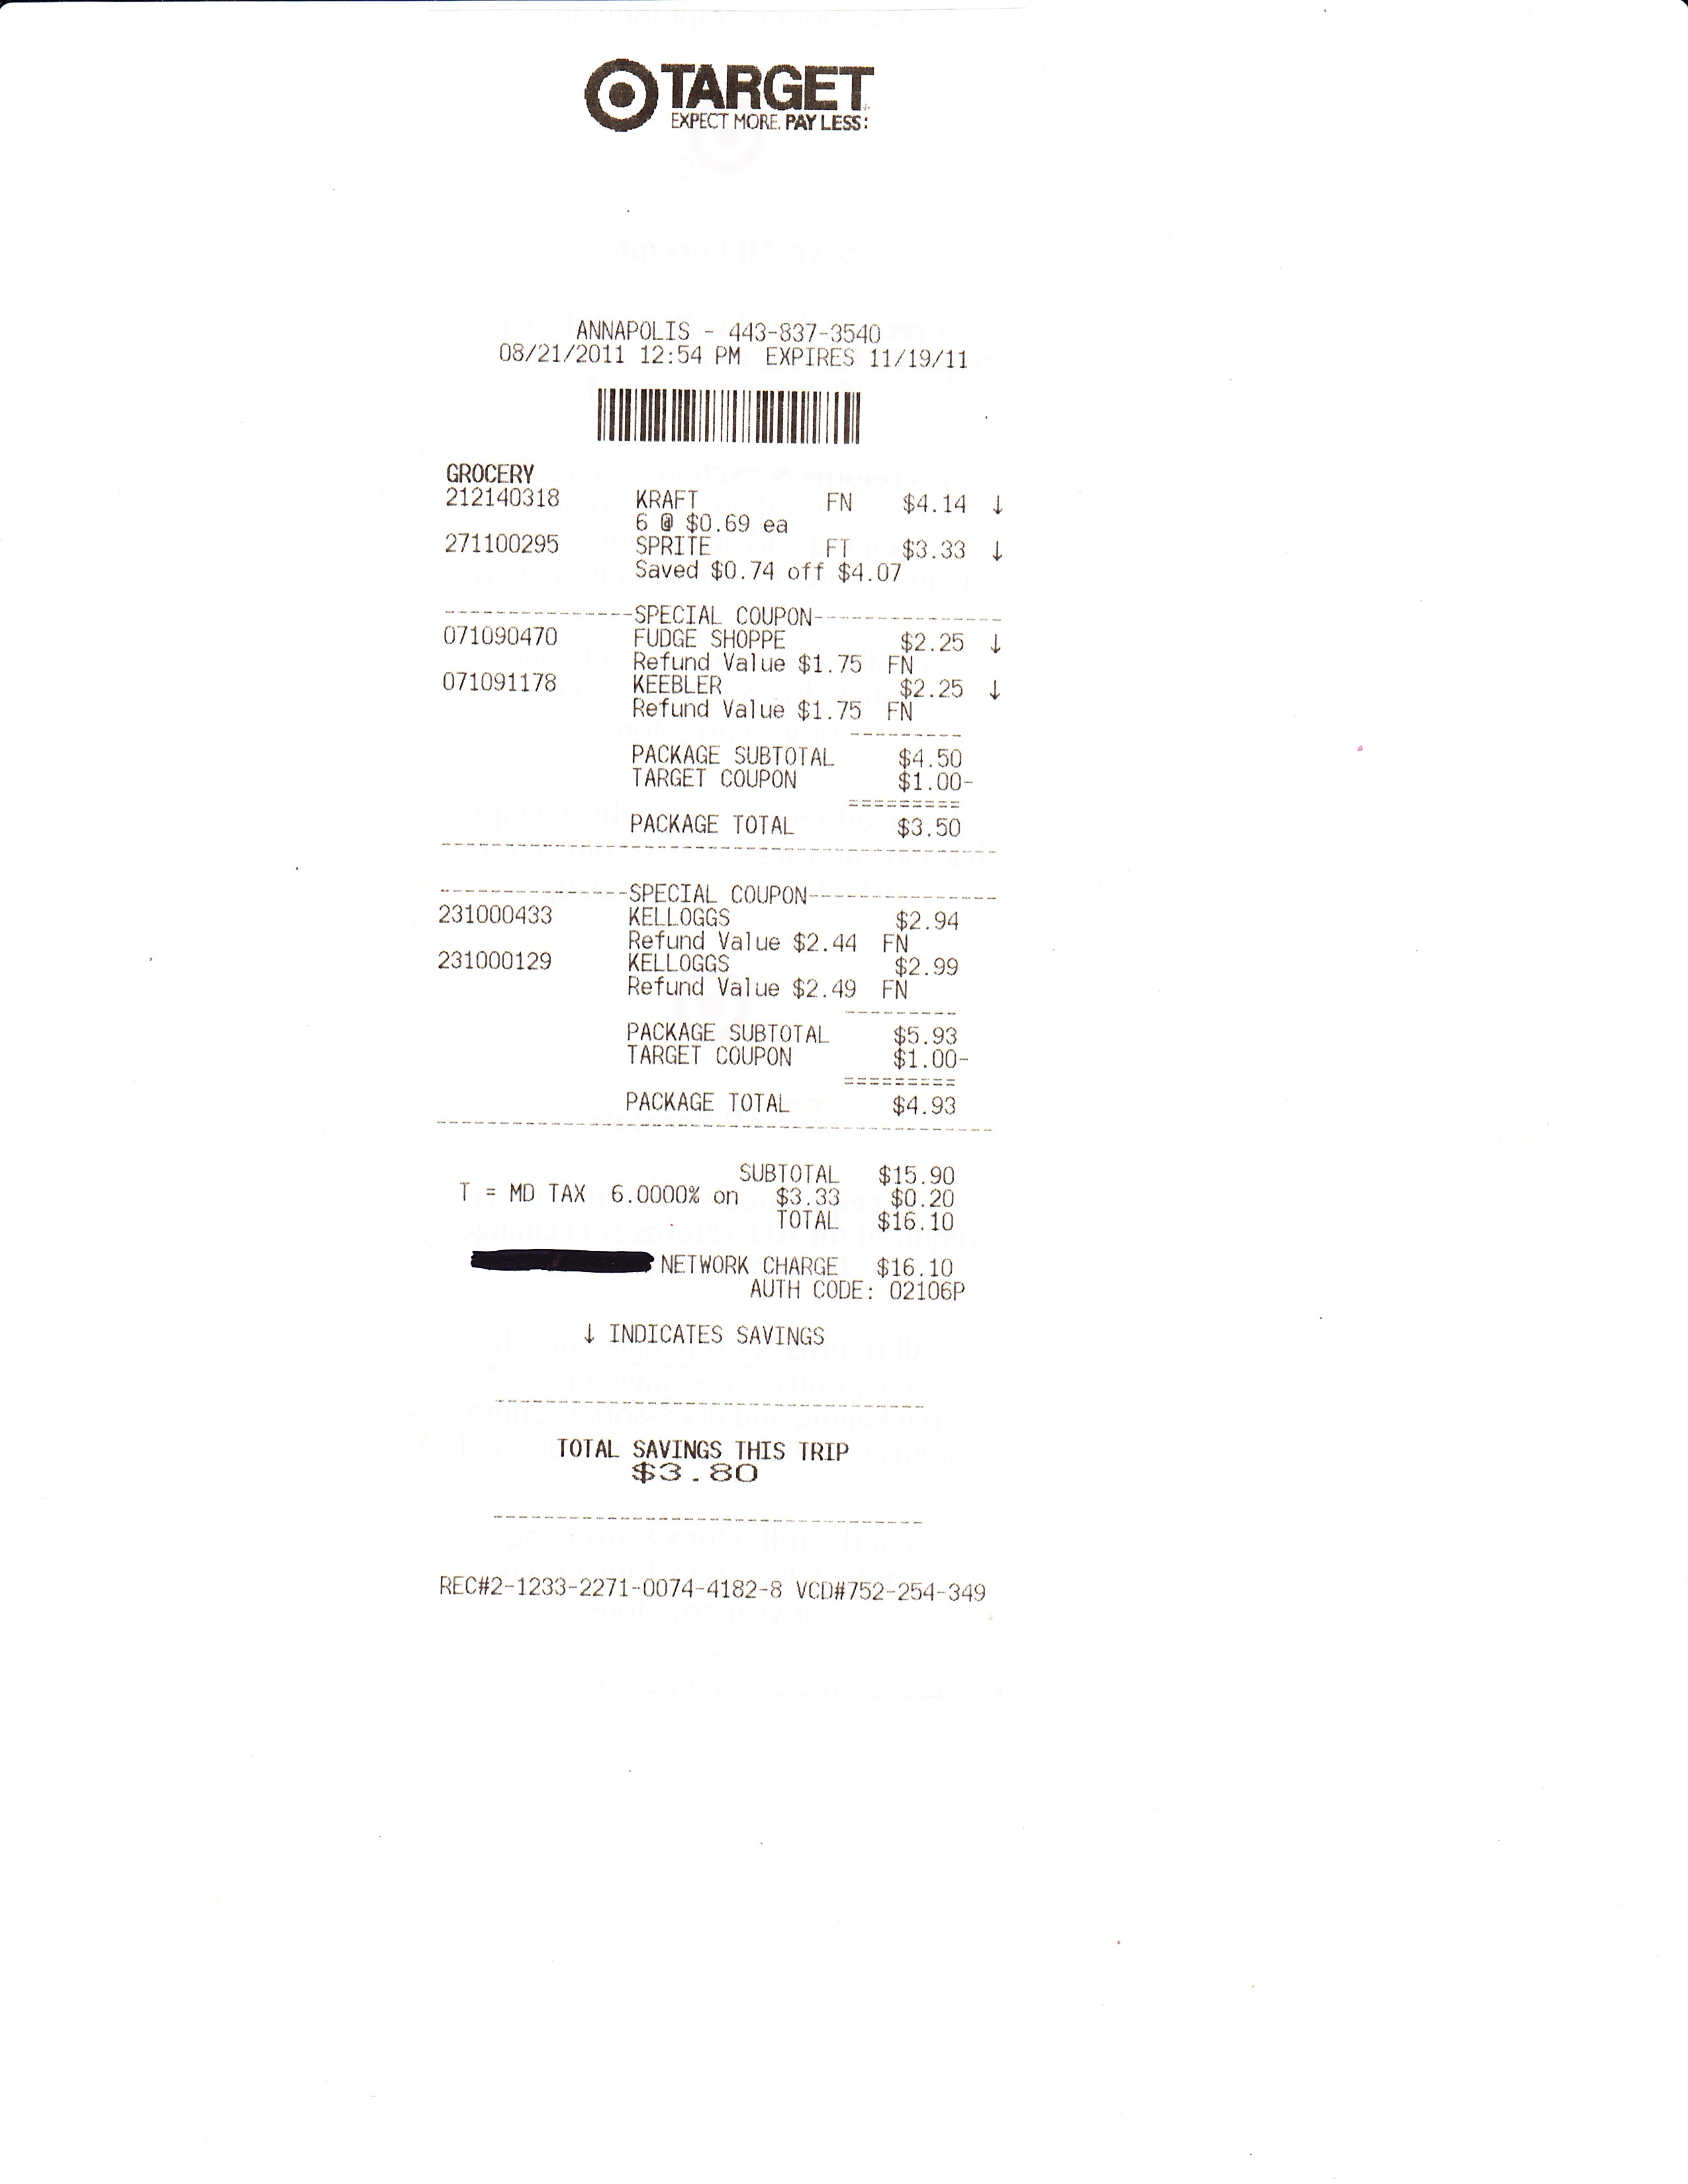 TARGET
EXPECT MORE. PAY LESS.
ANNAPOLIS - 443-837-3540
08/21/2011 12:54 PM EXPIRES 11/19/11
GROCERY
212140318 KRAFT FN $4.14 ↓
6 @ $0.69 ea
271100295 SPRITE FT $3.33 ↓
Saved $0.74 off $4.07
----------------SPECIAL COUPON----------------
071090470 FUDGE SHOPPE $2.25 ↓
Refund Value $1.75 FN
071091178 KEEBLER $2.25 ↓
Refund Value $1.75 FN
PACKAGE SUBTOTAL $4.50
TARGET COUPON $1.00-
PACKAGE TOTAL $3.50
----------------SPECIAL COUPON----------------
231000433 KELLOGGS $2.94
Refund Value $2.44 FN
231000129 KELLOGGS $2.99
Refund Value $2.49 FN
PACKAGE SUBTOTAL $5.93
TARGET COUPON $1.00-
PACKAGE TOTAL $4.93
SUBTOTAL $15.90
T = MD TAX 6.0000% on $3.33 $0.20
TOTAL $16.10
NETWORK CHARGE $16.10
AUTH CODE: 02106P
↓ INDICATES SAVINGS
TOTAL SAVINGS THIS TRIP
$3.80
REC#2-1233-2271-0074-4182-8 VCD#752-254-349